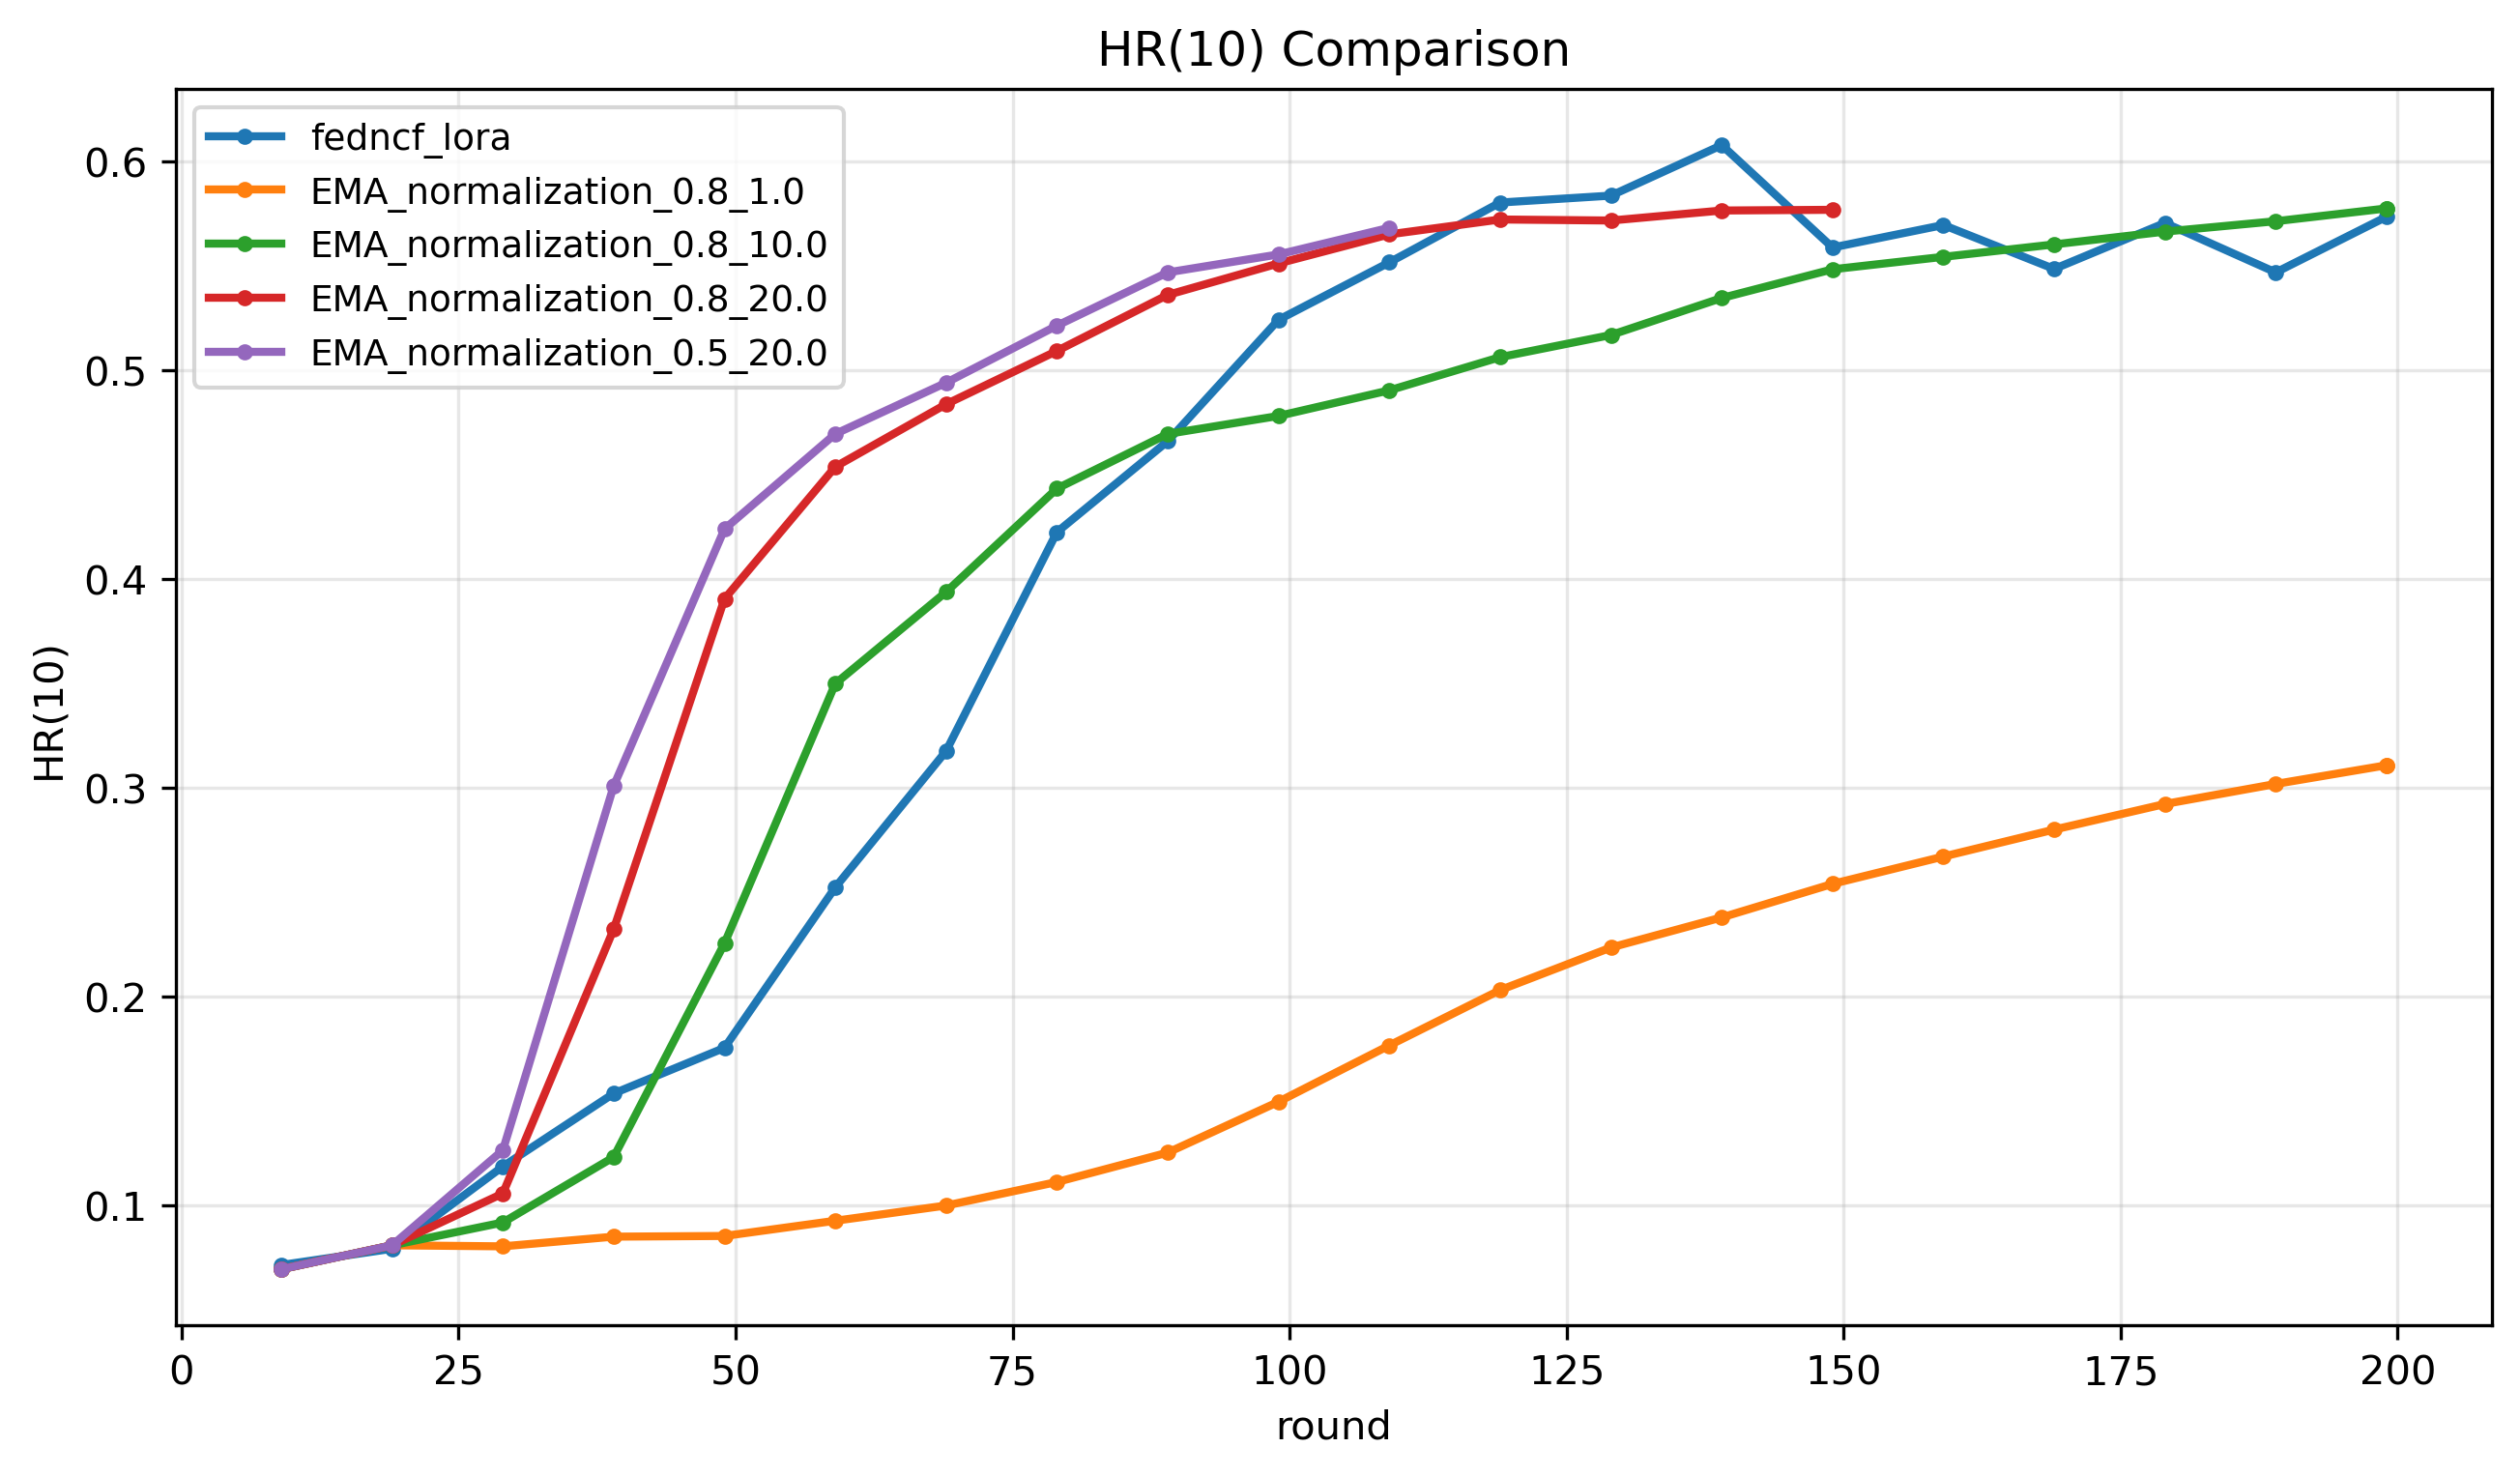 HR(10) Comparison
fedncf_lora
EMA_normalization_0.8_1.0
EMA_normalization_0.8_10.0
EMA_normalization_0.8_20.0
EMA_normalization_0.5_20.0
0.6
0.5
0.4
0.3
0.2
0.1
HR(10)
0 25 50 75 100 125 150 175 200
round